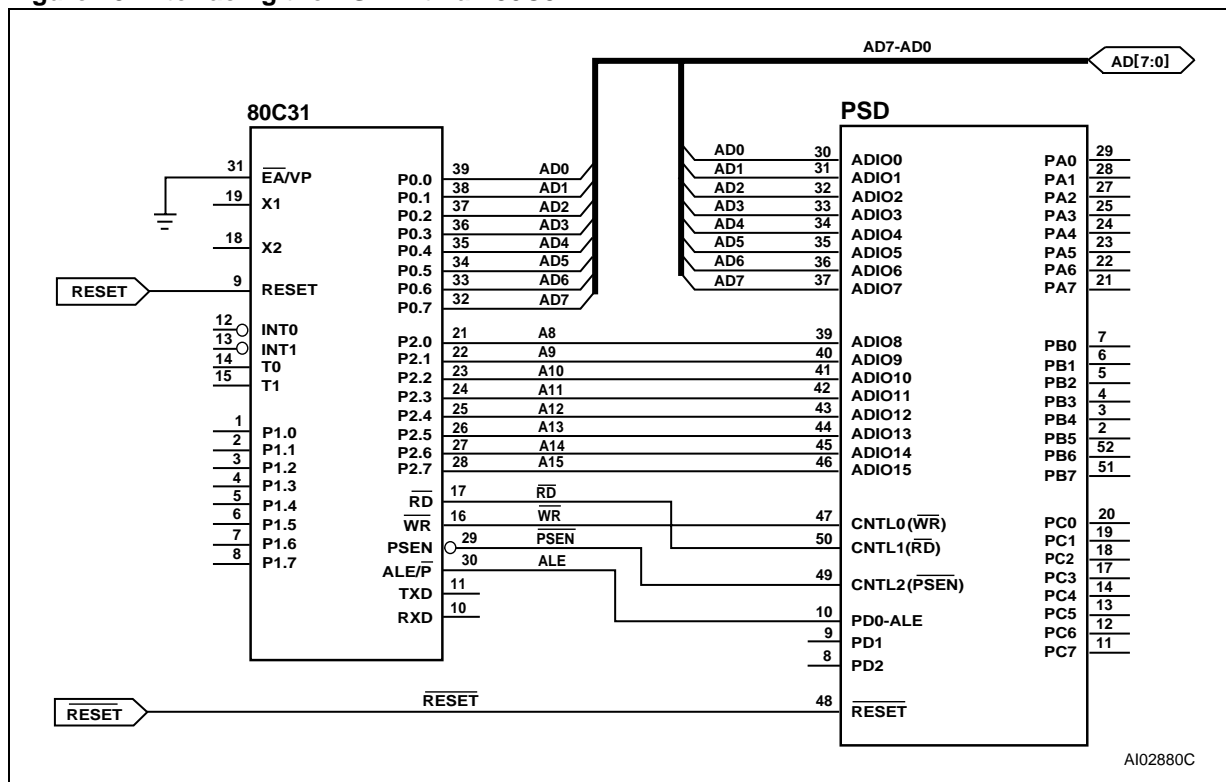 AD7-AD0
AD[7:0]
80C31
PSD
31
EA/VP
19
X1
18
X2
RESET
9
RESET
12
INT0
13
INT1
14
T0
15
T1
1
P1.0
2
P1.1
3
P1.2
4
P1.3
5
P1.4
6
P1.5
7
P1.6
8
P1.7
P0.0
39
AD0
P0.1
38
AD1
P0.2
37
AD2
P0.3
36
AD3
P0.4
35
AD4
P0.5
34
AD5
P0.6
33
AD6
P0.7
32
AD7
P2.0
21
A8
P2.1
22
A9
P2.2
23
A10
P2.3
24
A11
P2.4
25
A12
P2.5
26
A13
P2.6
27
A14
P2.7
28
A15
RD
17
RD
WR
16
WR
PSEN
29
PSEN
ALE/P
30
ALE
TXD
11
RXD
10
AD0
30
ADIO0
AD1
31
ADIO1
AD2
32
ADIO2
AD3
33
ADIO3
AD4
34
ADIO4
AD5
35
ADIO5
AD6
36
ADIO6
AD7
37
ADIO7
39
ADIO8
40
ADIO9
41
ADIO10
42
ADIO11
43
ADIO12
44
ADIO13
45
ADIO14
46
ADIO15
47
CNTL0(WR)
50
CNTL1(RD)
49
CNTL2(PSEN)
10
PD0-ALE
9
PD1
8
PD2
48
RESET
PA0
29
PA1
28
PA2
27
PA3
25
PA4
24
PA5
23
PA6
22
PA7
21
PB0
7
PB1
6
PB2
5
PB3
4
PB4
3
PB5
2
PB6
52
PB7
51
PC0
20
PC1
19
PC2
18
PC3
17
PC4
14
PC5
13
PC6
12
PC7
11
RESET
RESET
AI02880C